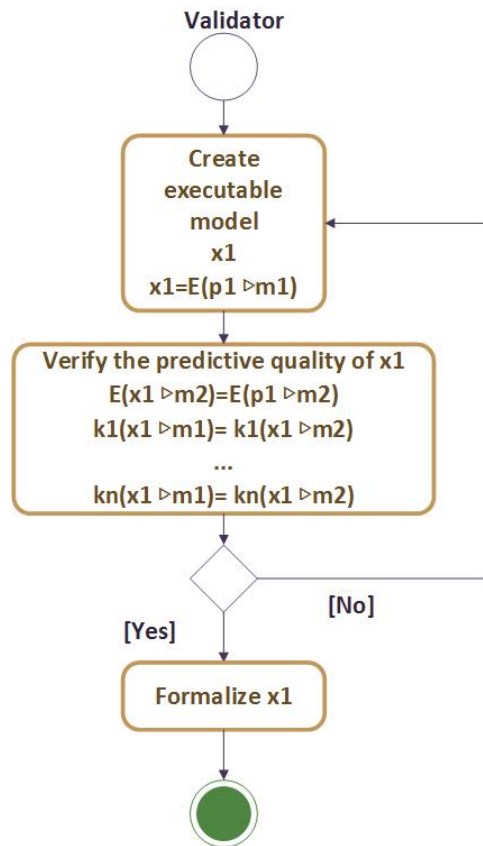 Validator
Create
executable
model
x1
x1=E(p1 ▷m1)
Verify the predictive quality of x1
E(x1 ▷m2)=E(p1 ▷m2)
k1(x1 ▷m1)= k1(x1 ▷m2)
...
kn(x1 ▷m1)= kn(x1 ▷m2)
[No]
[Yes]
Formalize x1